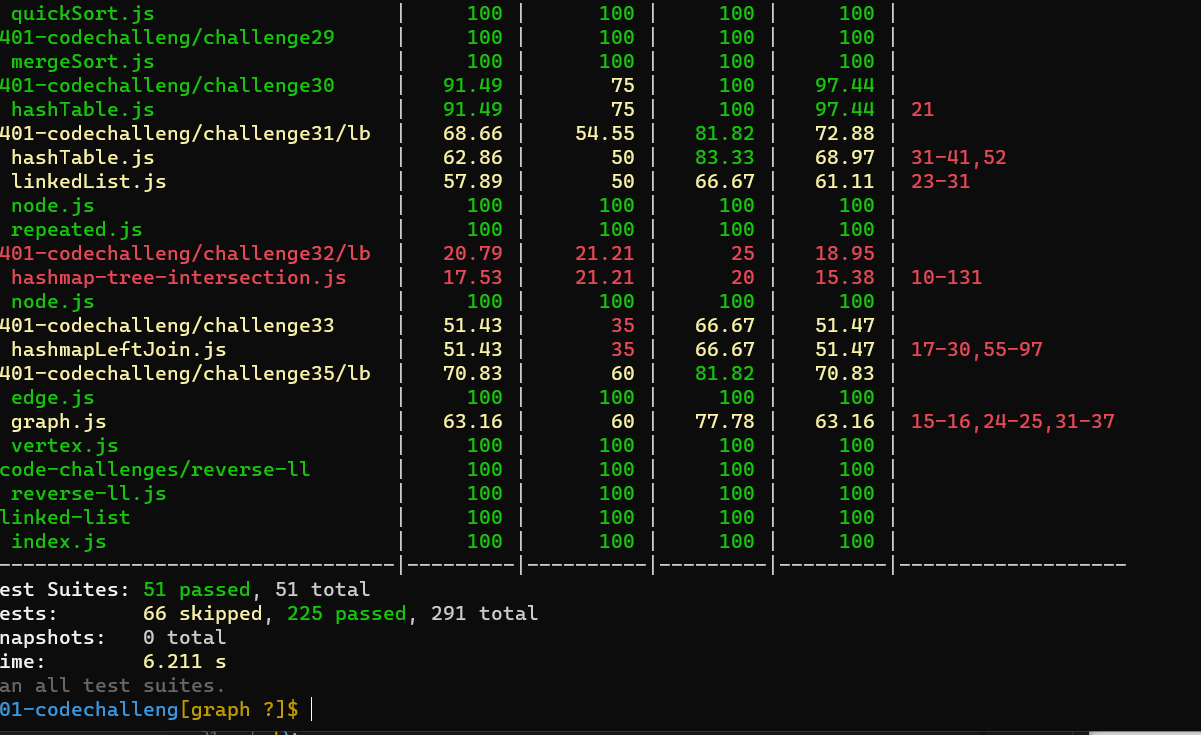 quickSort.js | 100 | 100 | 100 | 100 |
401-codechalleng/challenge29 | 100 | 100 | 100 | 100 |
mergeSort.js | 100 | 100 | 100 | 100 |
401-codechalleng/challenge30 | 91.49 | 75 | 100 | 97.44 |
hashTable.js | 91.49 | 75 | 100 | 97.44 | 21
401-codechalleng/challenge31/lb | 68.66 | 54.55 | 81.82 | 72.88 |
hashTable.js | 62.86 | 50 | 83.33 | 68.97 | 31-41,52
linkedList.js | 57.89 | 50 | 66.67 | 61.11 | 23-31
node.js | 100 | 100 | 100 | 100 |
repeated.js | 100 | 100 | 100 | 100 |
401-codechalleng/challenge32/lb | 20.79 | 21.21 | 25 | 18.95 |
hashmap-tree-intersection.js | 17.53 | 21.21 | 20 | 15.38 | 10-131
node.js | 100 | 100 | 100 | 100 |
401-codechalleng/challenge33 | 51.43 | 35 | 66.67 | 51.47 |
hashmapLeftJoin.js | 51.43 | 35 | 66.67 | 51.47 | 17-30,55-97
401-codechalleng/challenge35/lb | 70.83 | 60 | 81.82 | 70.83 |
edge.js | 100 | 100 | 100 | 100 |
graph.js | 63.16 | 60 | 77.78 | 63.16 | 15-16,24-25,31-37
vertex.js | 100 | 100 | 100 | 100 |
code-challenges/reverse-ll | 100 | 100 | 100 | 100 |
reverse-ll.js | 100 | 100 | 100 | 100 |
linked-list | 100 | 100 | 100 | 100 |
index.js | 100 | 100 | 100 | 100 |
---------------------------------|---------|----------|---------|---------|-------------------
est Suites: 51 passed, 51 total
ests: 66 skipped, 225 passed, 291 total
napshots: 0 total
ime: 6.211 s
an all test suites.
01-codechalleng[graph ?]$